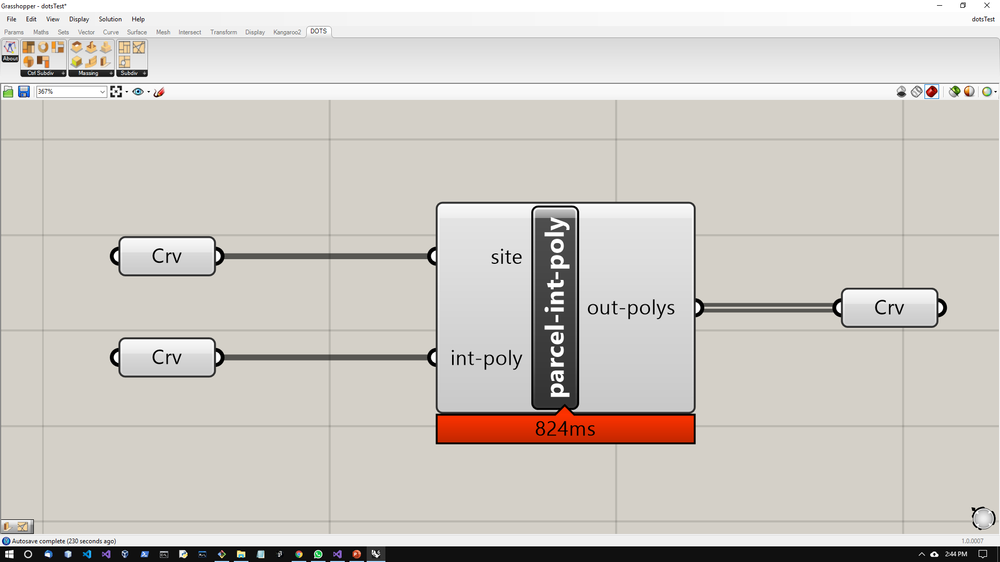 Grasshopper - dotsTest*
File Edit View Display Solution Help dotsTest
Params Maths Sets Vector Curve Surface Mesh Intersect Transform Display Kangaroo2 DOTS
About
Ctrl Subdiv + Massing + Subdiv +
367%
Crv
site
parcel-int-poly
out-polys
Crv
Crv
int-poly
824ms
Autosave complete (230 seconds ago) 1.0.0007
2:44 PM